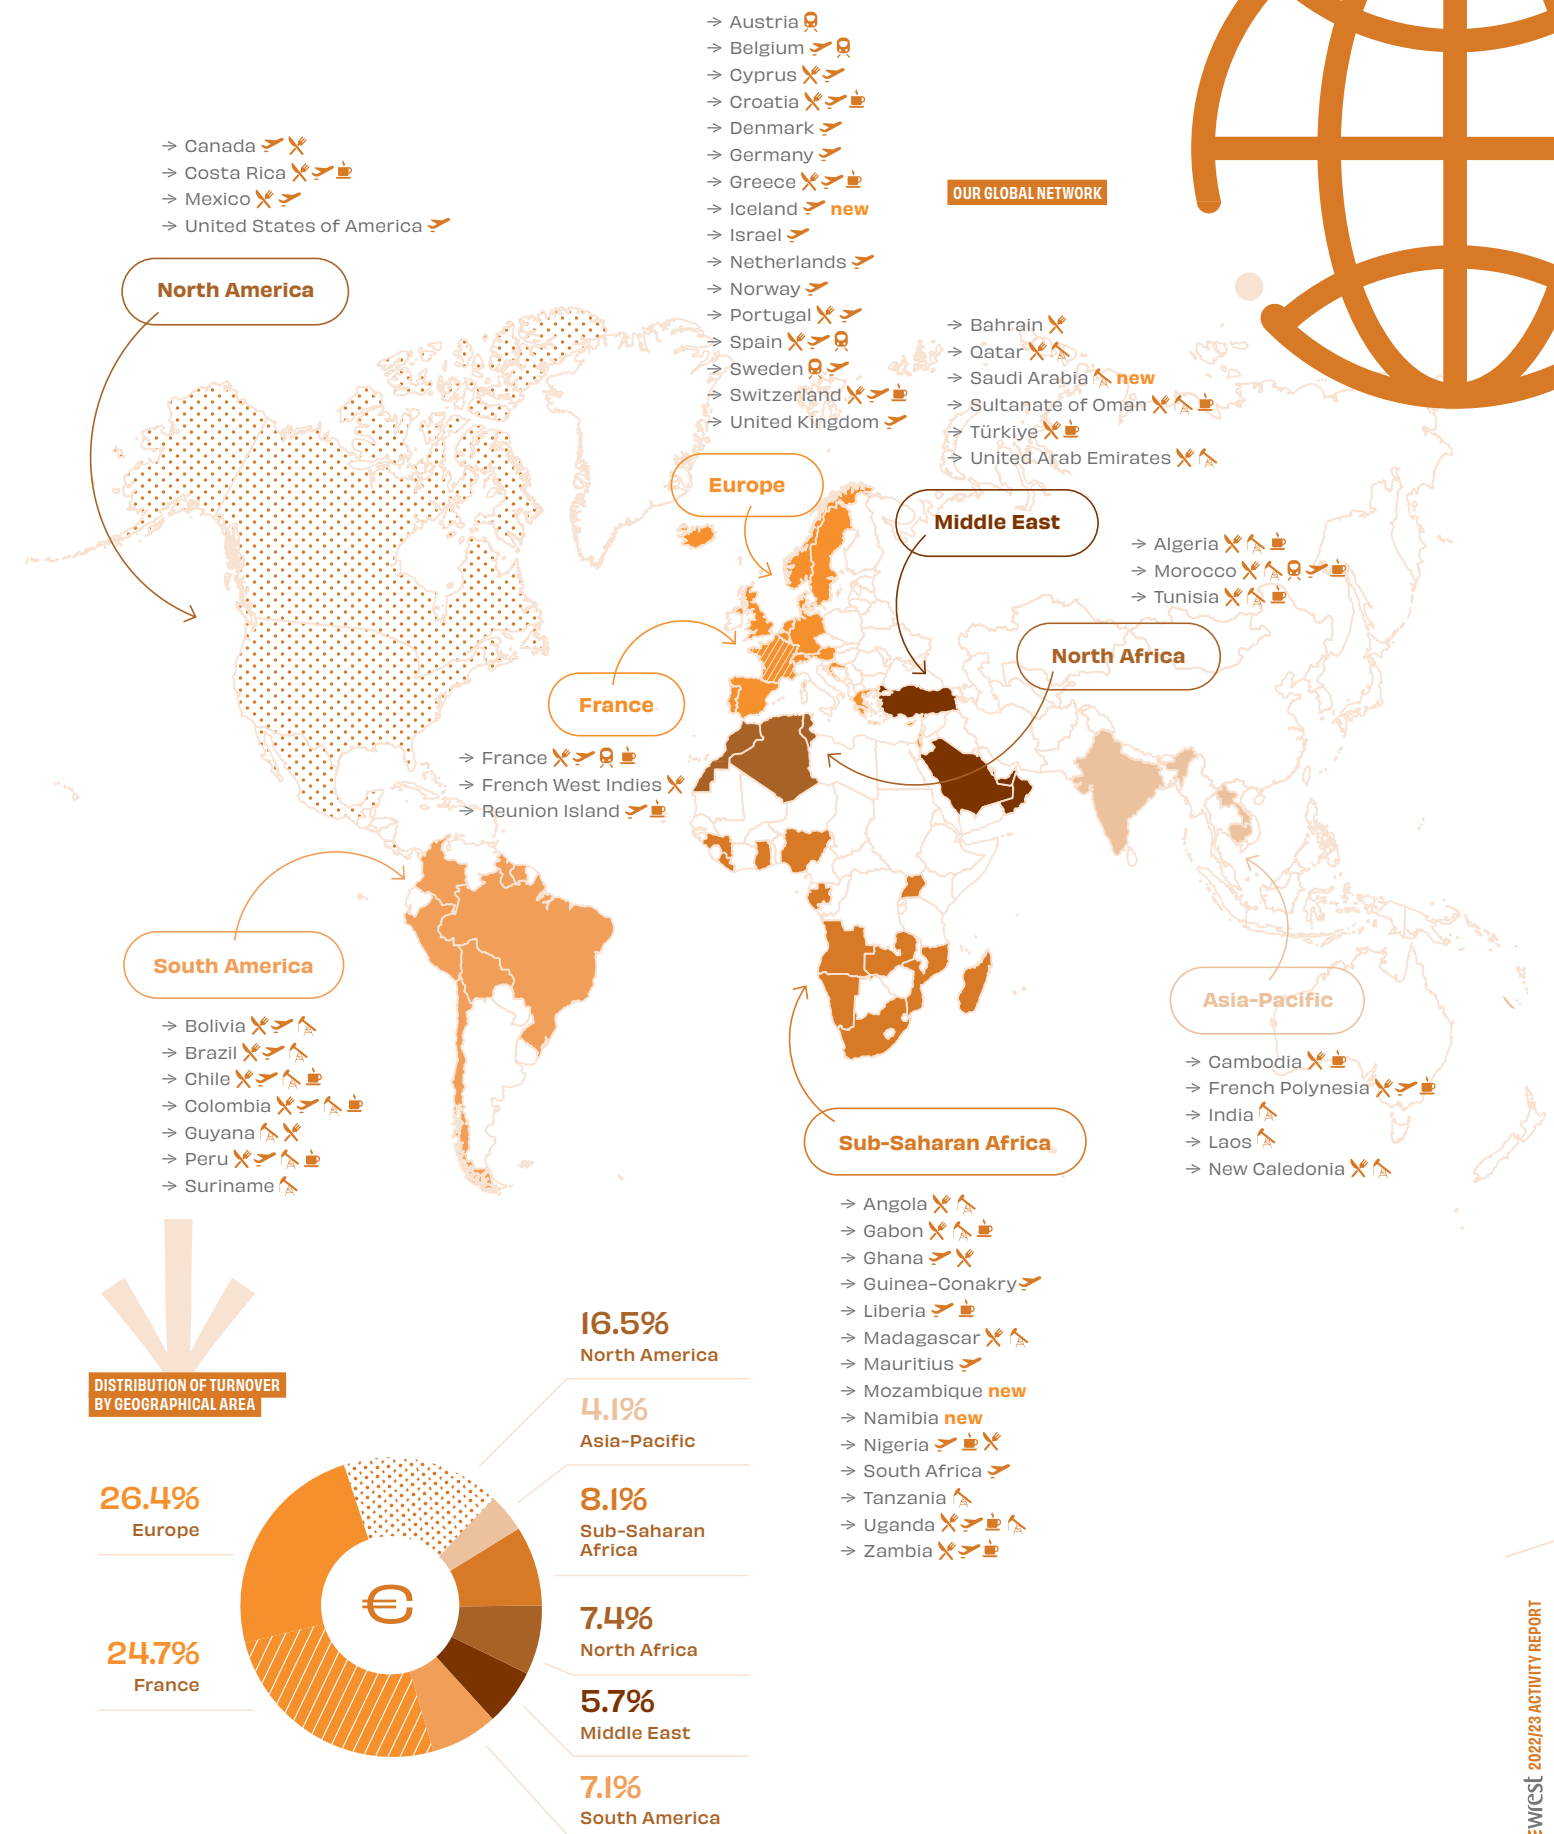 → Canada
→ Costa Rica
→ Mexico
→ United States of America
North America
→ Austria
→ Belgium
→ Cyprus
→ Croatia
→ Denmark
→ Germany
→ Greece
→ Iceland new
→ Israel
→ Netherlands
→ Norway
→ Portugal
→ Spain
→ Sweden
→ Switzerland
→ United Kingdom
Europe
OUR GLOBAL NETWORK
→ Bahrain
→ Qatar
→ Saudi Arabia new
→ Sultanate of Oman
→ Türkiye
→ United Arab Emirates
Middle East
→ Algeria
→ Morocco
→ Tunisia
North Africa
France
→ France
→ French West Indies
→ Reunion Island
South America
→ Bolivia
→ Brazil
→ Chile
→ Colombia
→ Guyana
→ Peru
→ Suriname
Asia-Pacific
→ Cambodia
→ French Polynesia
→ India
→ Laos
→ New Caledonia
Sub-Saharan Africa
→ Angola
→ Gabon
→ Ghana
→ Guinea-Conakry
→ Liberia
→ Madagascar
→ Mauritius
→ Mozambique new
→ Namibia new
→ Nigeria
→ South Africa
→ Tanzania
→ Uganda
→ Zambia
DISTRIBUTION OF TURNOVER
BY GEOGRAPHICAL AREA
26.4%
Europe
24.7%
France
€
16.5%
North America
4.1%
Asia-Pacific
8.1%
Sub-Saharan
Africa
7.4%
North Africa
5.7%
Middle East
7.1%
South America
2022/23 ACTIVITY REPORT